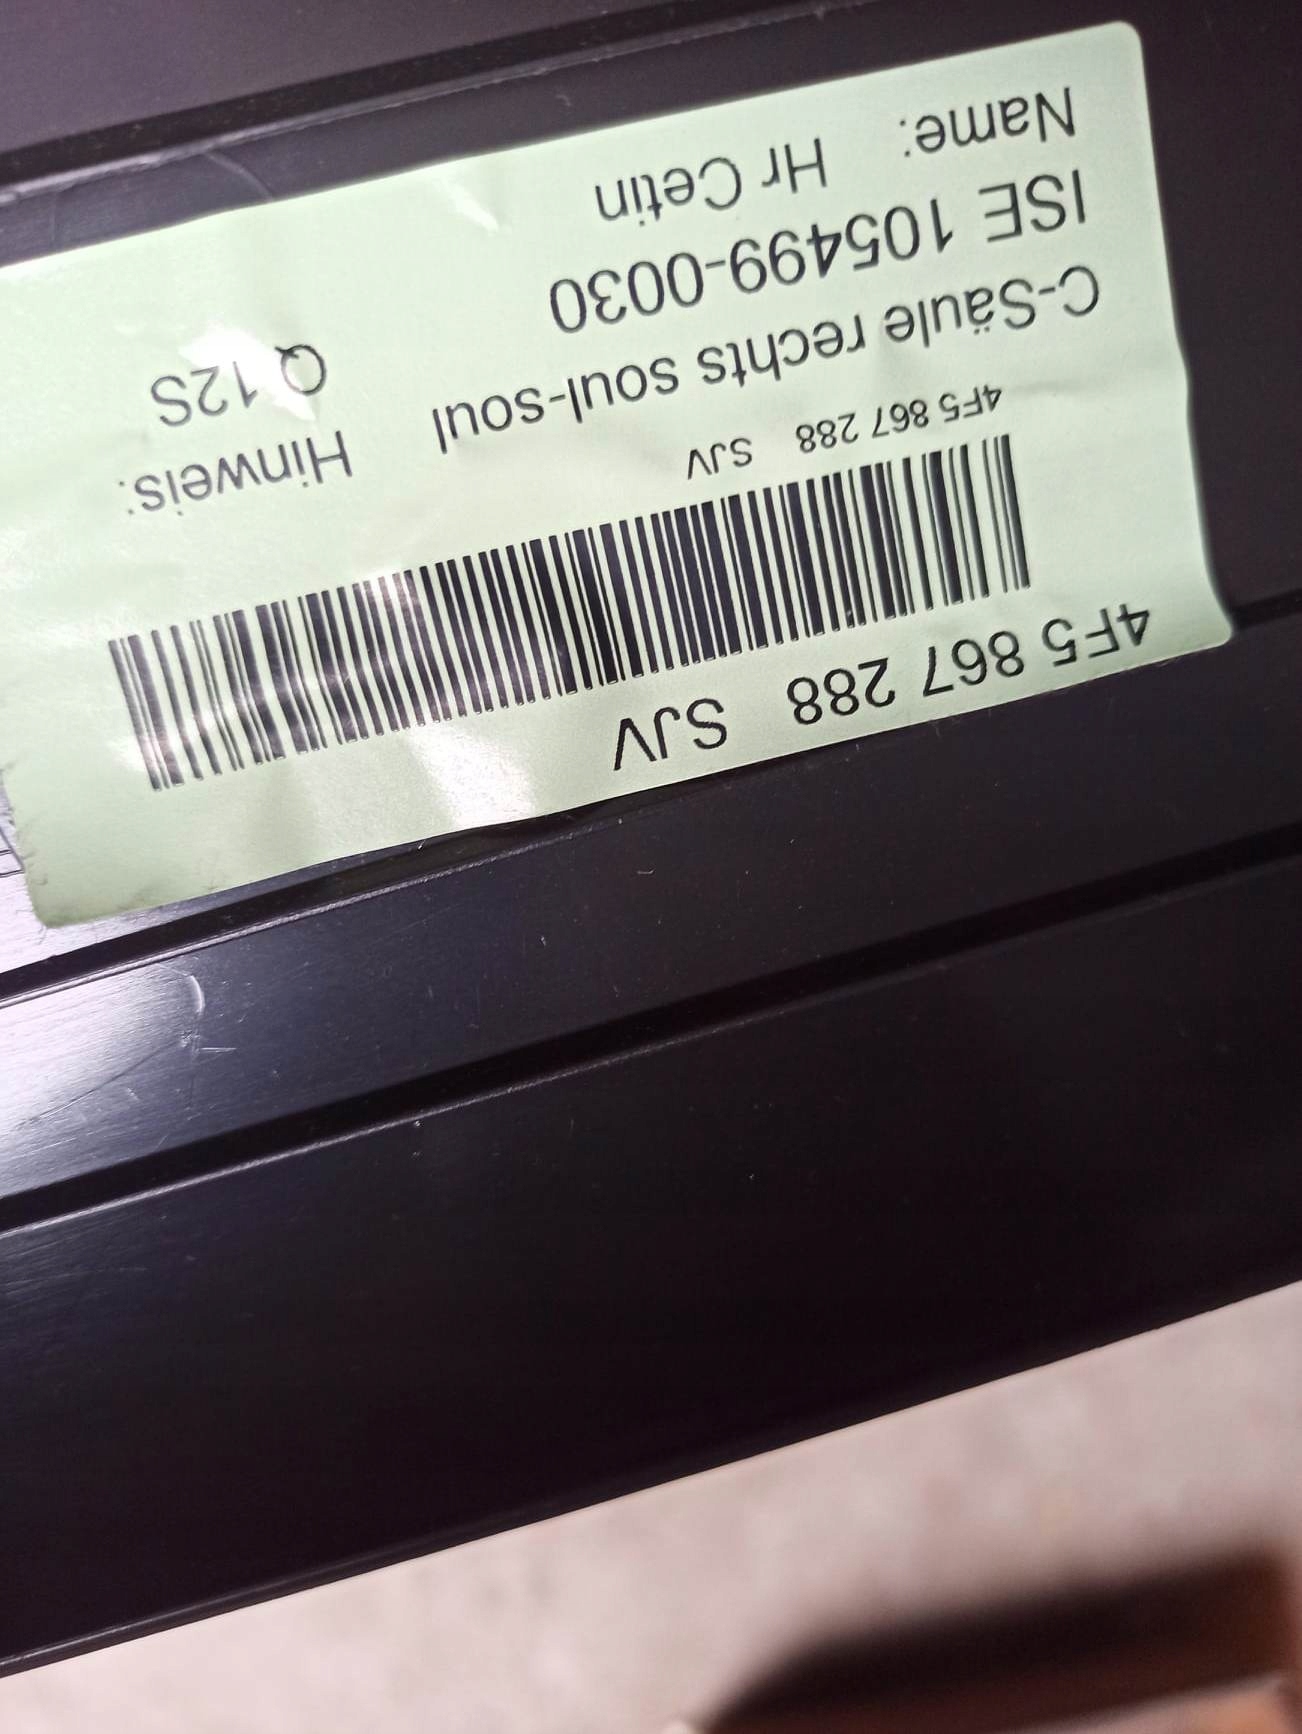 4F5 867 288 SJV
4F5 867 288 SJV
C-Säule rechts soul-soul
ISE 105499-0030
Name: Hr Cetin
Hinweis:
Q 12S